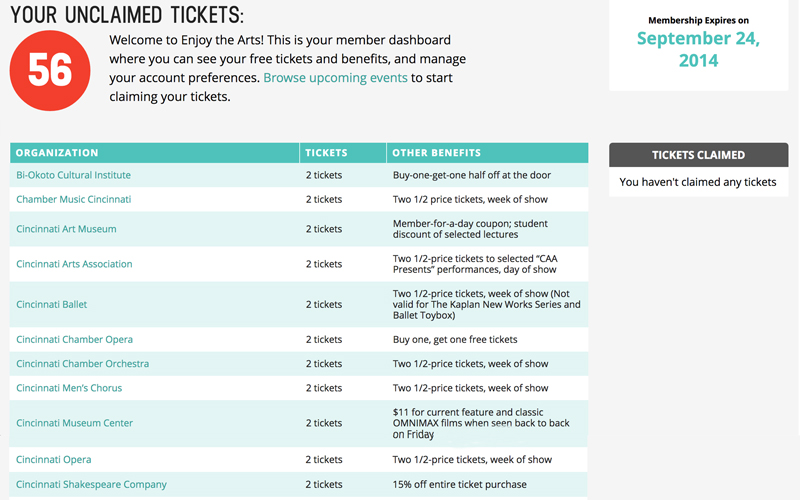 YOUR UNCLAIMED TICKETS:
56
Welcome to Enjoy the Arts! This is your member dashboard
where you can see your free tickets and benefits, and manage
your account preferences. Browse upcoming events to start
claiming your tickets.
Membership Expires on
September 24,
2014
TICKETS CLAIMED
You haven't claimed any tickets
ORGANIZATION TICKETS OTHER BENEFITS
Bi-Okoto Cultural Institute 2 tickets Buy-one-get-one half off at the door
Chamber Music Cincinnati 2 tickets Two 1/2 price tickets, week of show
Cincinnati Art Museum 2 tickets Member-for-a-day coupon; student
discount of selected lectures
Cincinnati Arts Association 2 tickets Two 1/2-price tickets to selected “CAA
Presents” performances, day of show
Cincinnati Ballet 2 tickets Two 1/2-price tickets, week of show (Not
valid for The Kaplan New Works Series and
Ballet Toybox)
Cincinnati Chamber Opera 2 tickets Buy one, get one free tickets
Cincinnati Chamber Orchestra 2 tickets Two 1/2-price tickets, week of show
Cincinnati Men’s Chorus 2 tickets Two 1/2-price tickets, week of show
Cincinnati Museum Center 2 tickets $11 for current feature and classic
OMNIMAX films when seen back to back
on Friday
Cincinnati Opera 2 tickets Two 1/2-price tickets, week of show
Cincinnati Shakespeare Company 2 tickets 15% off entire ticket purchase